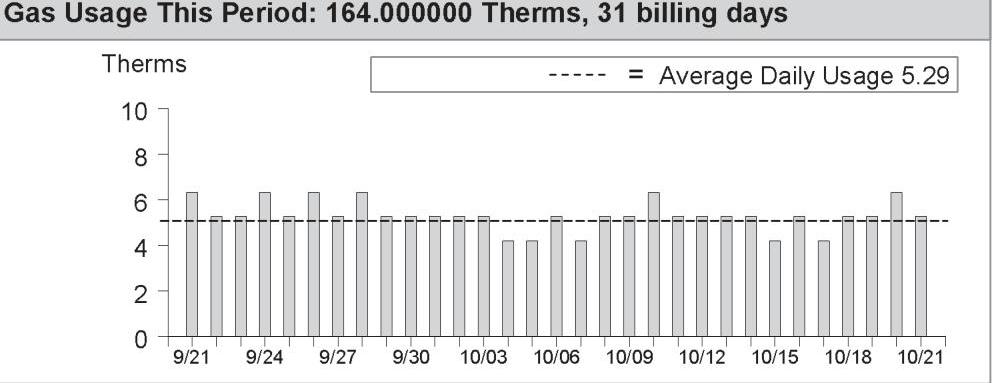 Gas Usage This Period: 164.000000 Therms, 31 billing days
Therms
----- = Average Daily Usage 5.29
10
8
6
4
2
0
9/21 9/24 9/27 9/30 10/03 10/06 10/09 10/12 10/15 10/18 10/21